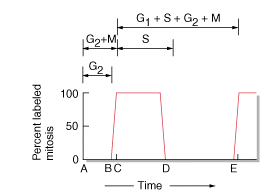 G₁ + S + G₂ + M
G₂+M S
G₂
Percent labeled
mitosis
100
50
0
A B C D E
Time